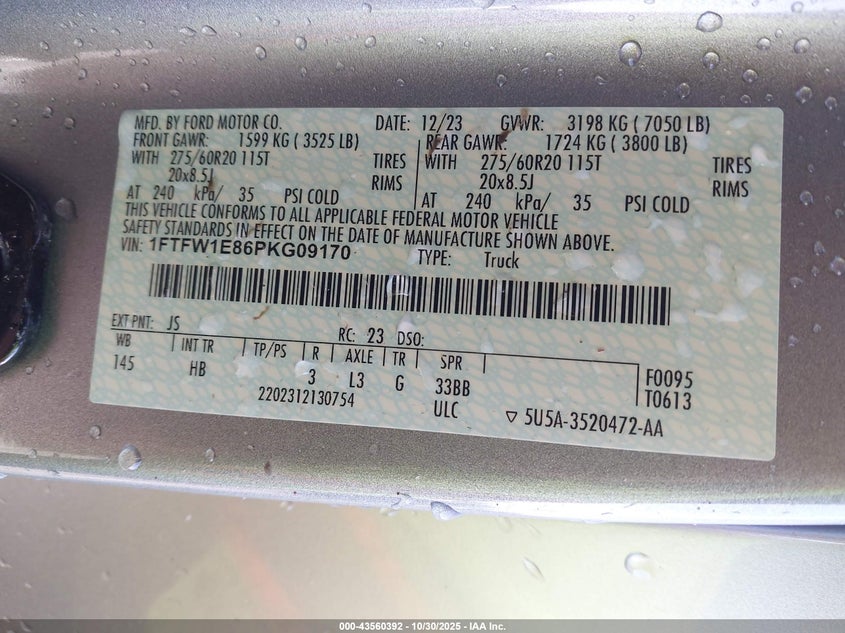 MFD. BY FORD MOTOR CO. DATE: 12/23 GVWR: 3198 KG ( 7050 LB)
FRONT GAWR: 1599 KG ( 3525 LB) REAR GAWR: 1724 KG ( 3800 LB)
WITH 275/60R20 115T TIRES WITH 275/60R20 115T TIRES
20x8.5J RIMS 20x8.5J RIMS
AT 240 kPa/ 35 PSI COLD AT 240 kPa/ 35 PSI COLD
THIS VEHICLE CONFORMS TO ALL APPLICABLE FEDERAL MOTOR VEHICLE
SAFETY STANDARDS IN EFFECT ON THE DATE OF MANUFACTURE SHOWN ABOVE.
VIN: 1FTFW1E86PKG09170 TYPE: Truck
EXT PNT: JS RC: 23 DSO:
WB INT TR TP/PS R AXLE TR SPR
145 HB 3 L3 G 33BB F0095
2202312130754 ULC T0613
▽ 5U5A-3520472-AA
000-43560392 - 10/30/2025 - IAA Inc.